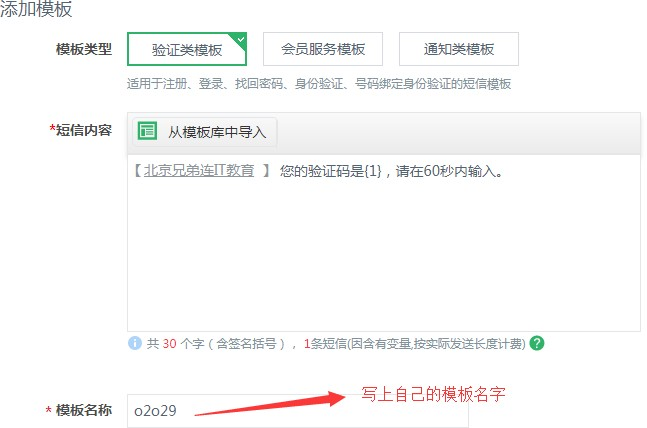 添加模板
模板类型 验证类模板 会员服务模板 通知类模板
适用于注册、登录、找回密码、身份验证、号码绑定身份验证的短信模板
*短信内容 从模板库中导入
【 北京兄弟连IT教育 】 您的验证码是{1}，请在60秒内输入。
共 30 个字（含签名括号）， 1条短信(因含有变量,按实际发送长度计费) ?
* 模板名称 o2o29 写上自己的模板名字